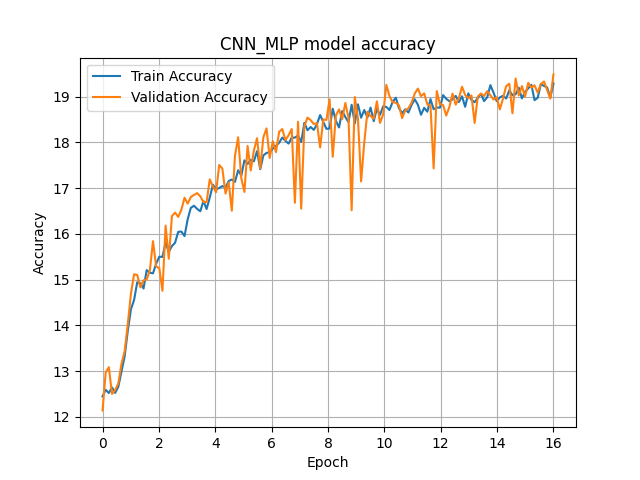 CNN_MLP model accuracy
Train Accuracy
Validation Accuracy
19
18
17
16
15
14
13
12
Accuracy
0 2 4 6 8 10 12 14 16
Epoch